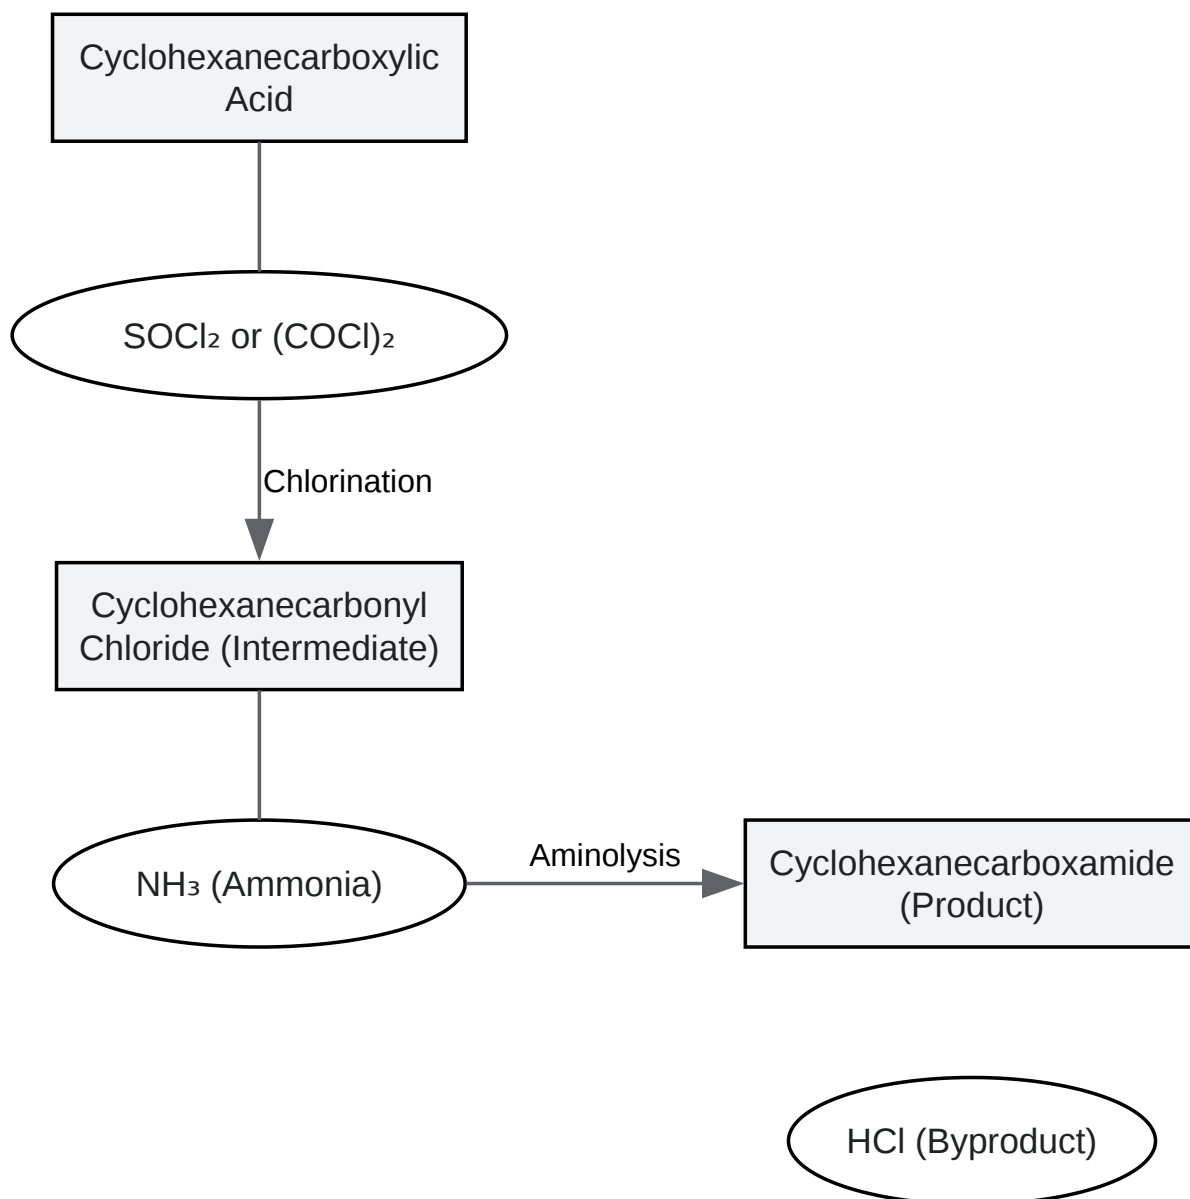 Cyclohexanecarboxylic
Acid
SOCl₂ or (COCl)₂
Chlorination
Cyclohexanecarbonyl
Chloride (Intermediate)
NH₃ (Ammonia)
Aminolysis
Cyclohexanecarboxamide
(Product)
HCl (Byproduct)